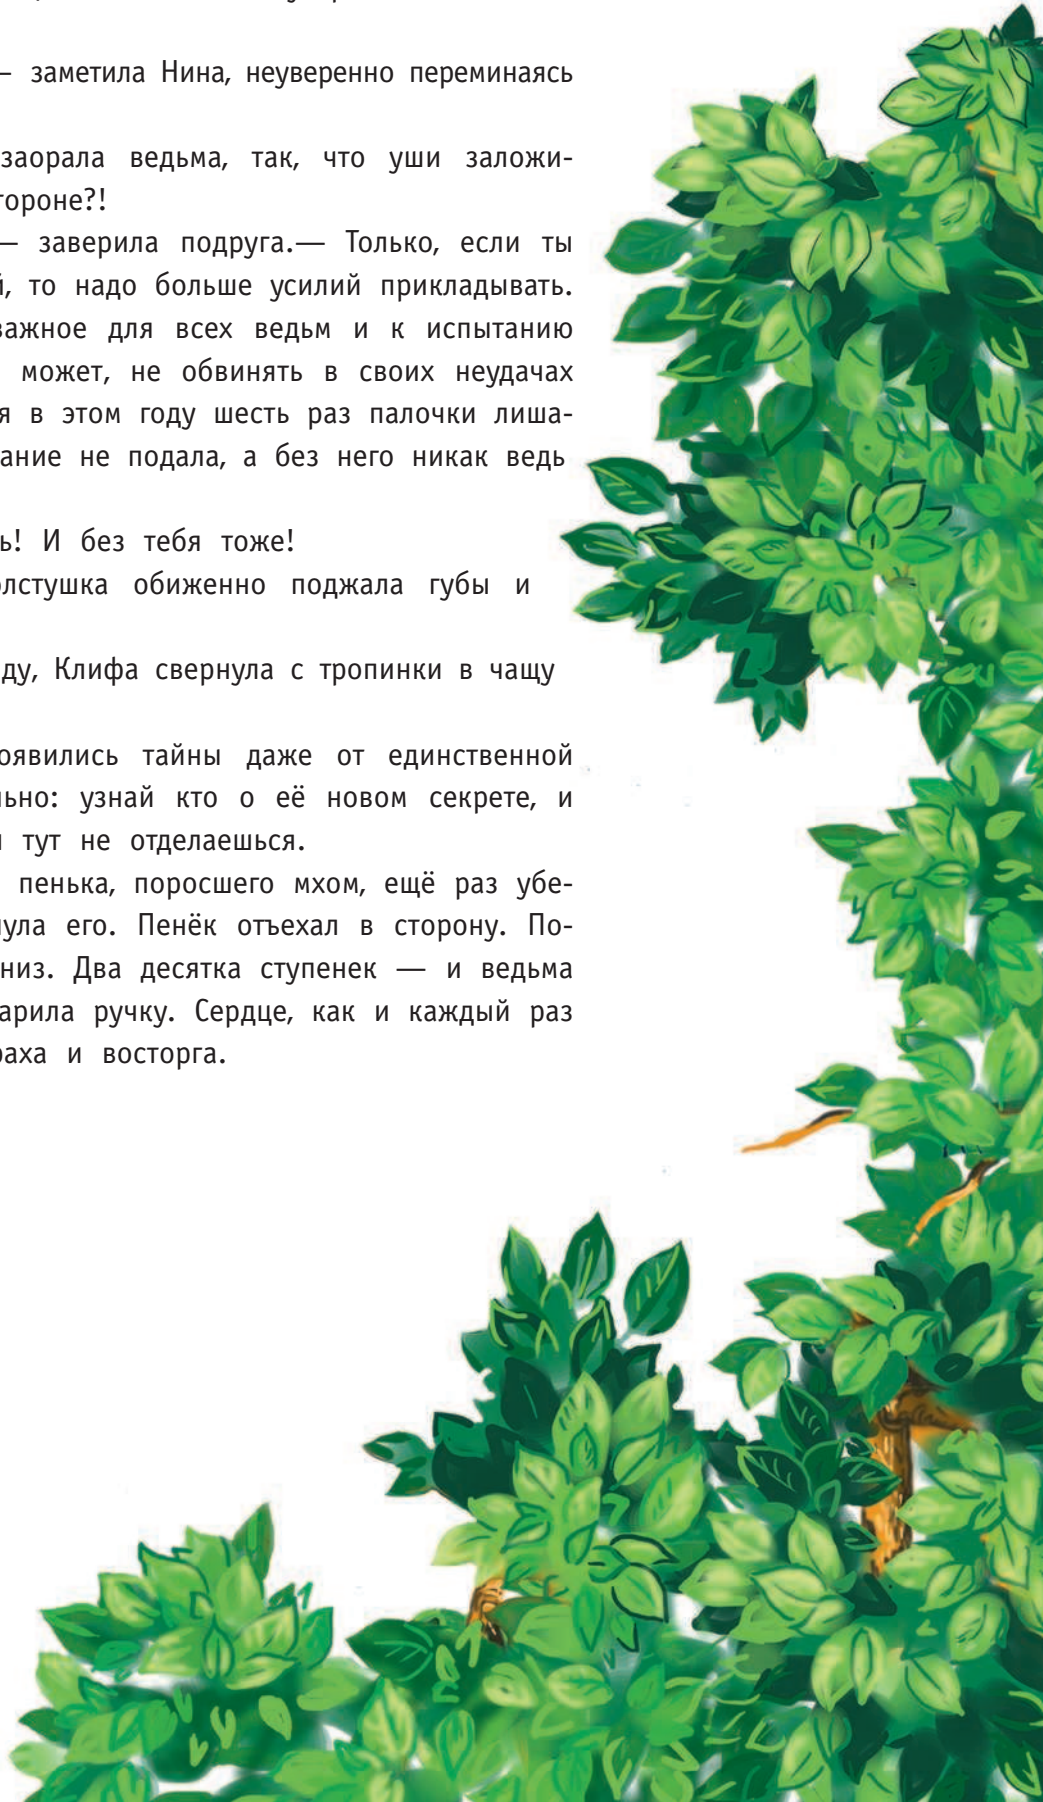 — заметила Нина, неуверенно переминаясь
заорала ведьма, так, что уши заложи-
тороне?!
— заверила подруга.— Только, если ты
й, то надо больше усилий прикладывать.
важное для всех ведьм и к испытанию
может, не обвинять в своих неудачах
я в этом году шесть раз палочки лиша-
ание не подала, а без него никак ведь
ь! И без тебя тоже!
олстушка обиженно поджала губы и
ду, Клифа свернула с тропинки в чащу
оявились тайны даже от единственной
льно: узнай кто о её новом секрете, и
тут не отделаешься.
пенька, поросшего мхом, ещё раз убе-
нула его. Пенёк отъехал в сторону. По-
низ. Два десятка ступенек — и ведьма
арила ручку. Сердце, как и каждый раз
раха и восторга.